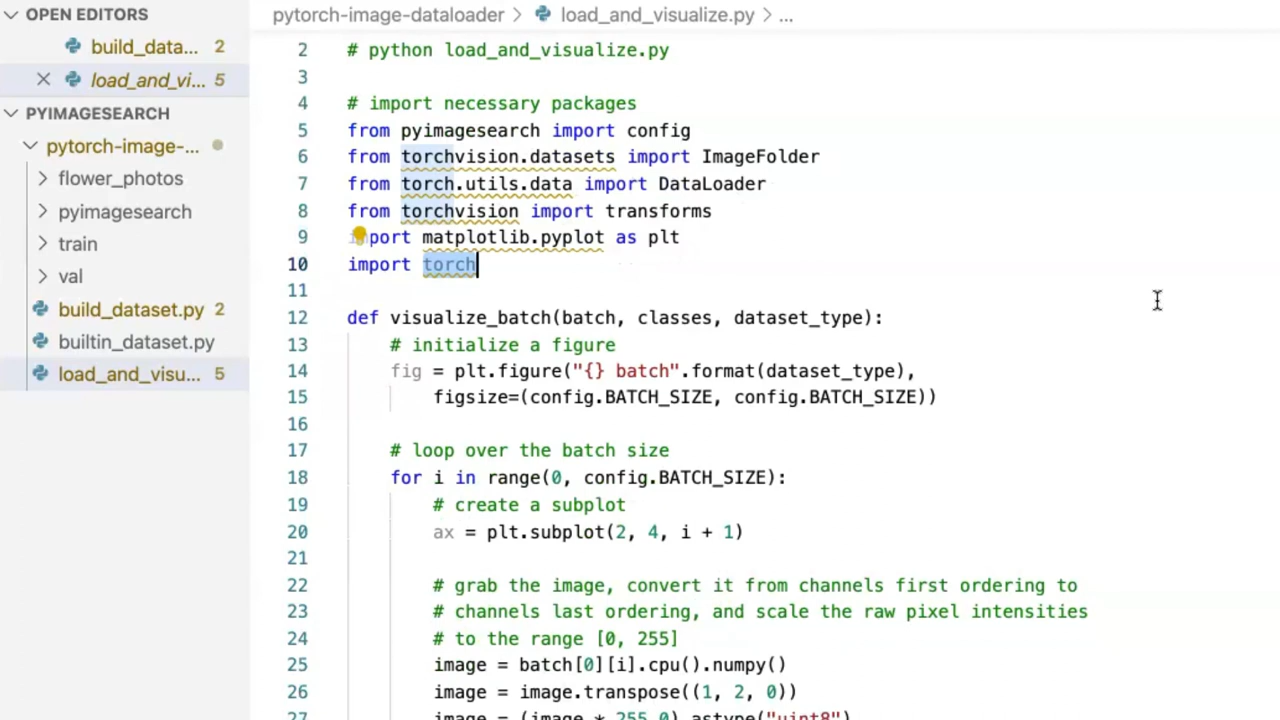 OPEN EDITORS
build_data... 2
load_and_vi... 5
PYIMAGESEARCH
pytorch-image-...
flower_photos
pyimagesearch
train
val
build_dataset.py 2
builtin_dataset.py
load_and_visu... 5
pytorch-image-dataloader > load_and_visualize.py > ...
2 # python load_and_visualize.py
3
4 # import necessary packages
5 from pyimagesearch import config
6 from torchvision.datasets import ImageFolder
7 from torch.utils.data import DataLoader
8 from torchvision import transforms
9 import matplotlib.pyplot as plt
10 import torch
11
12 def visualize_batch(batch, classes, dataset_type):
13 # initialize a figure
14 fig = plt.figure("{} batch".format(dataset_type),
15 figsize=(config.BATCH_SIZE, config.BATCH_SIZE))
16
17 # loop over the batch size
18 for i in range(0, config.BATCH_SIZE):
19 # create a subplot
20 ax = plt.subplot(2, 4, i + 1)
21
22 # grab the image, convert it from channels first ordering to
23 # channels last ordering, and scale the raw pixel intensities
24 # to the range [0, 255]
25 image = batch[0][i].cpu().numpy()
26 image = image.transpose((1, 2, 0))
27 image = (image * 255.0).astype("uint8")